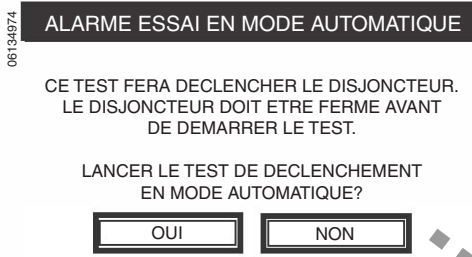 06134974
ALARME ESSAI EN MODE AUTOMATIQUE
CE TEST FERA DECLENCHER LE DISJONCTEUR.
LE DISJONCTEUR DOIT ETRE FERME AVANT
DE DEMARRER LE TEST.
LANCER LE TEST DE DECLENCHEMENT
EN MODE AUTOMATIQUE?
OUI
NON